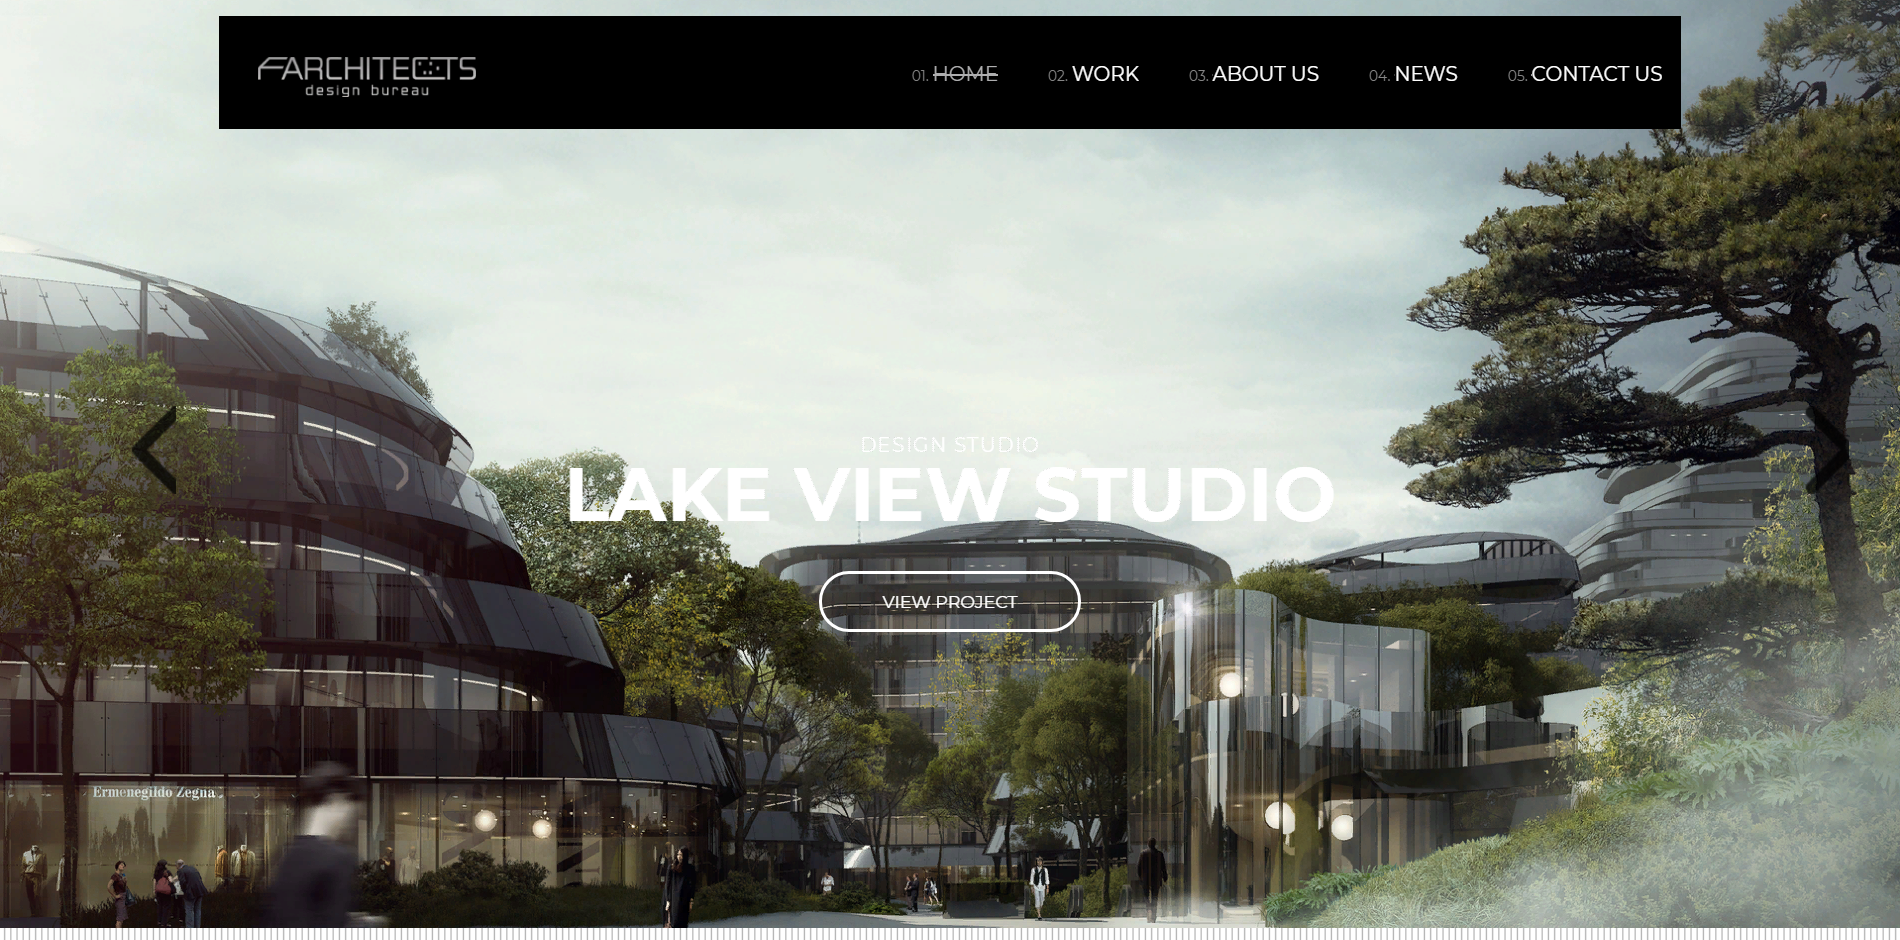 FARCHITECTS
design bureau
01. HOME 02. WORK 03. ABOUT US 04. NEWS 05. CONTACT US
DESIGN STUDIO
LAKE VIEW STUDIO
VIEW PROJECT
Ermenegildo Zegna